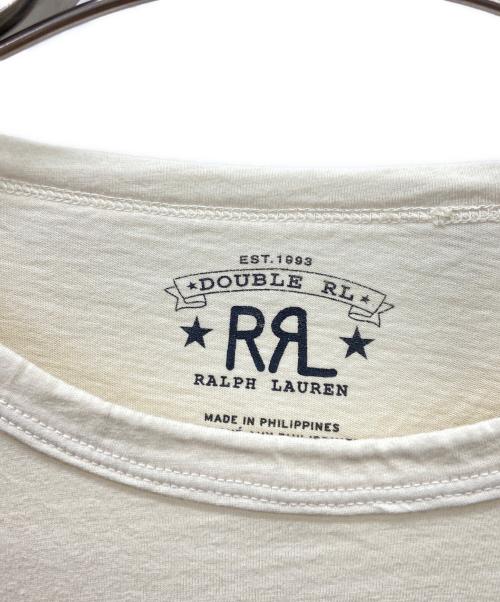 EST.1993
★DOUBLE RL★
★ RRL ★
RALPH LAUREN
MADE IN PHILIPPINES